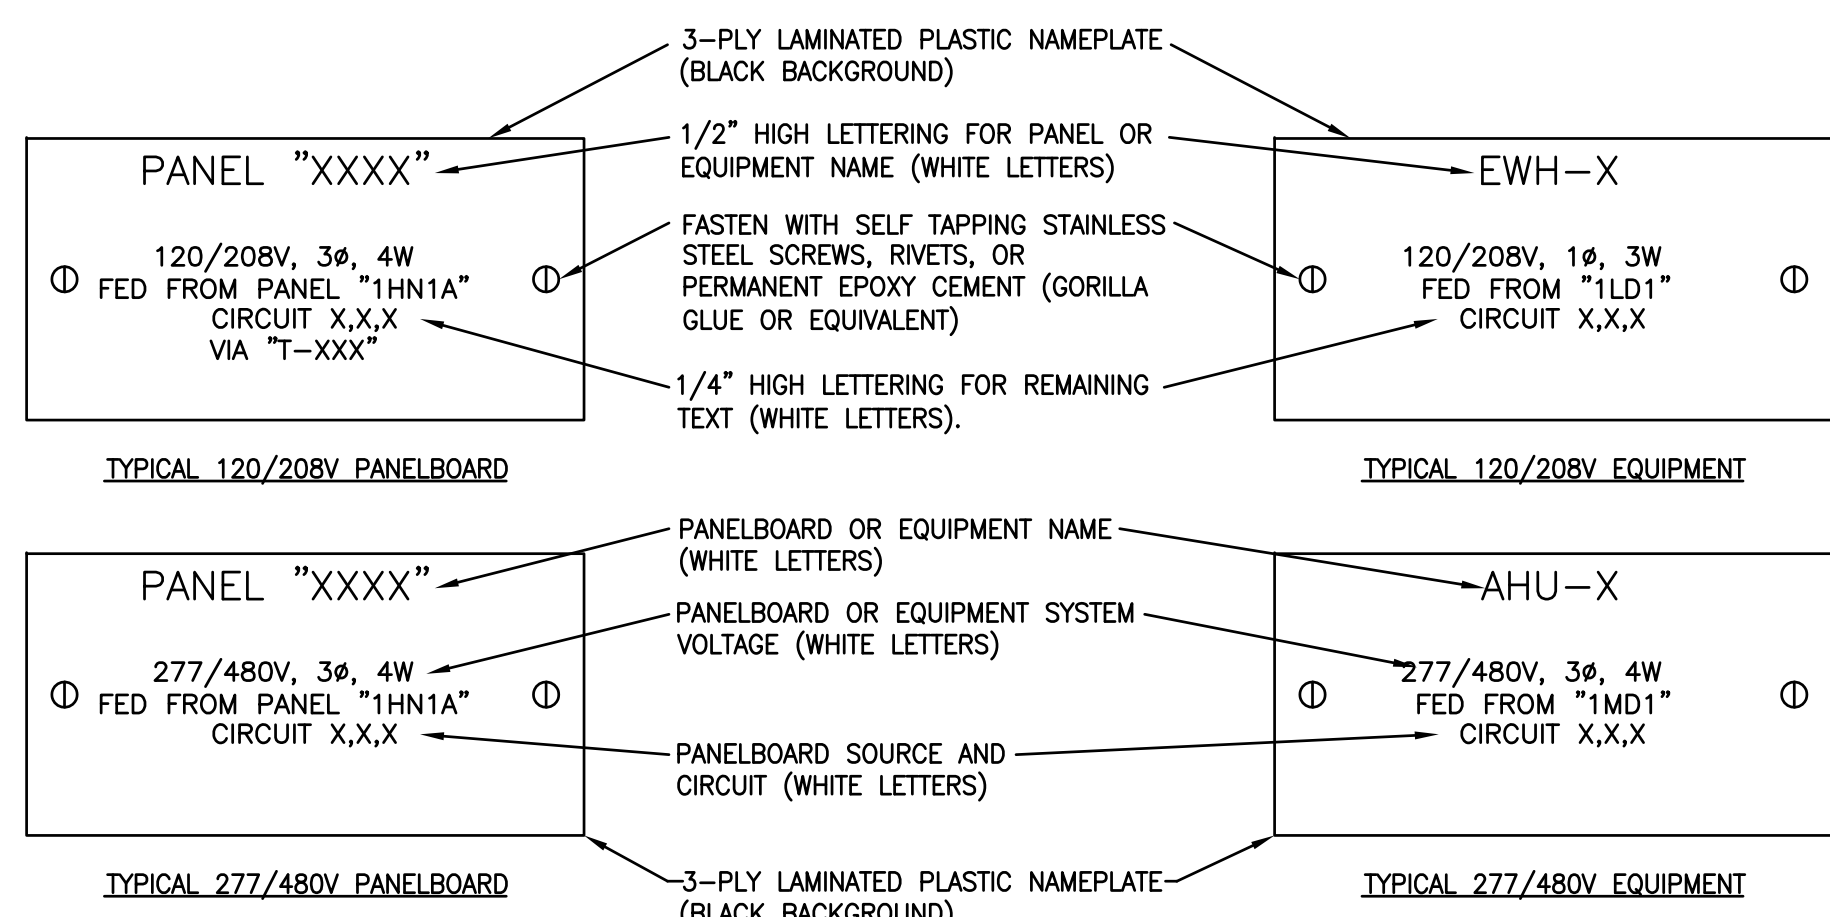 3-PLY LAMINATED PLASTIC NAMEPLATE
(BLACK BACKGROUND)
1/2" HIGH LETTERING FOR PANEL OR
EQUIPMENT NAME (WHITE LETTERS)
FASTEN WITH SELF TAPPING STAINLESS
STEEL SCREWS, RIVETS, OR
PERMANENT EPOXY CEMENT (GORILLA
GLUE OR EQUIVALENT)
1/4" HIGH LETTERING FOR REMAINING
TEXT (WHITE LETTERS).
PANEL "XXXX"
120/208V, 3ø, 4W
FED FROM PANEL "1HN1A"
CIRCUIT X,X,X
VIA "T-XXX"
TYPICAL 120/208V PANELBOARD
EWH-X
120/208V, 1ø, 3W
FED FROM "1LD1"
CIRCUIT X,X,X
TYPICAL 120/208V EQUIPMENT
PANELBOARD OR EQUIPMENT NAME
(WHITE LETTERS)
PANELBOARD OR EQUIPMENT SYSTEM
VOLTAGE (WHITE LETTERS)
PANELBOARD SOURCE AND
CIRCUIT (WHITE LETTERS)
3-PLY LAMINATED PLASTIC NAMEPLATE
(BLACK BACKGROUND)
PANEL "XXXX"
277/480V, 3ø, 4W
FED FROM PANEL "1HN1A"
CIRCUIT X,X,X
TYPICAL 277/480V PANELBOARD
AHU-X
277/480V, 3ø, 4W
FED FROM "1MD1"
CIRCUIT X,X,X
TYPICAL 277/480V EQUIPMENT